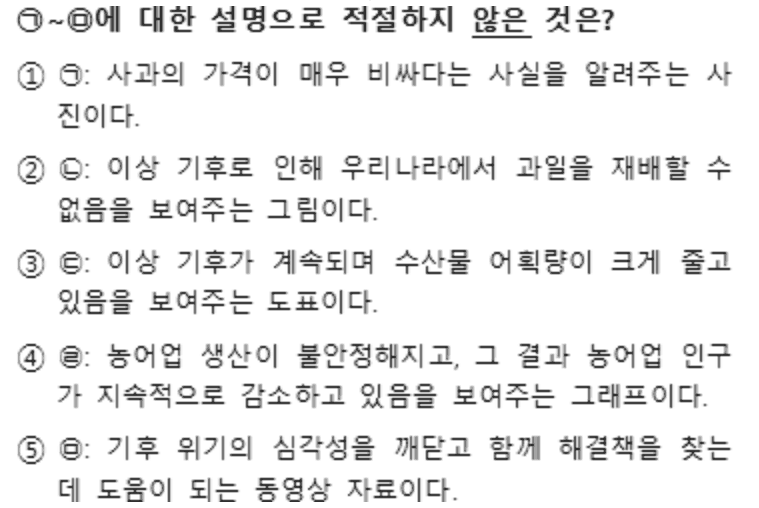 ㉠~㉤에 대한 설명으로 적절하지 않은 것은?
① ㉠: 사과의 가격이 매우 비싸다는 사실을 알려주는 사
진이다.
② ㉡: 이상 기후로 인해 우리나라에서 과일을 재배할 수
없음을 보여주는 그림이다.
③ ㉢: 이상 기후가 계속되며 수산물 어획량이 크게 줄고
있음을 보여주는 도표이다.
④ ㉣: 농어업 생산이 불안정해지고, 그 결과 농어업 인구
가 지속적으로 감소하고 있음을 보여주는 그래프이다.
⑤ ㉤: 기후 위기의 심각성을 깨닫고 함께 해결책을 찾는
데 도움이 되는 동영상 자료이다.